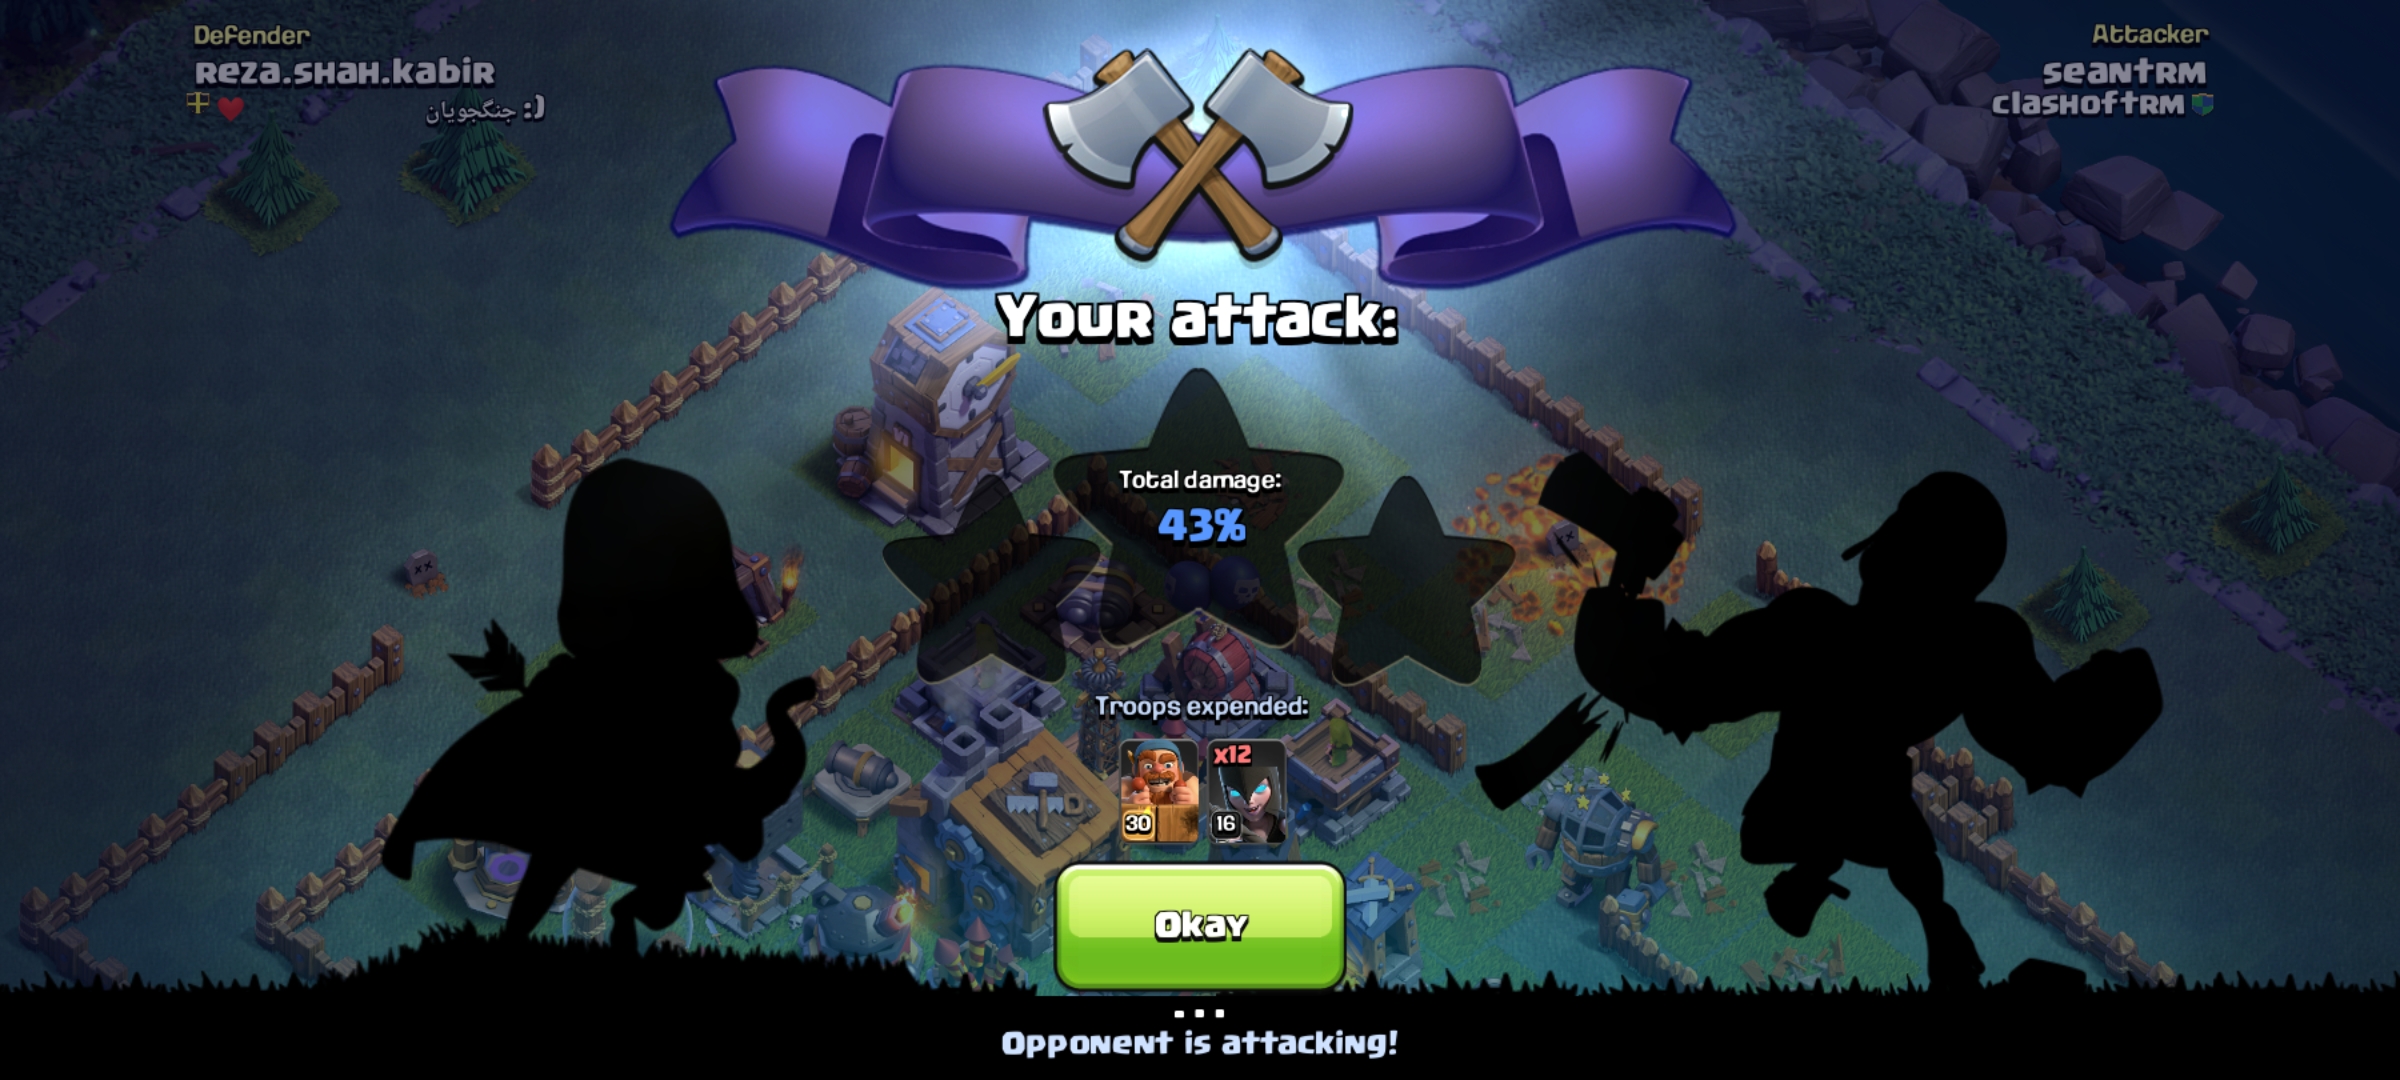 Defender
Reza.shah.kabir
جنگجویان :)
Attacker
seantRM
clashoftRM
Your attack:
Total damage:
43%
Troops expended:
x12
30
16
Okay
...
Opponent is attacking!